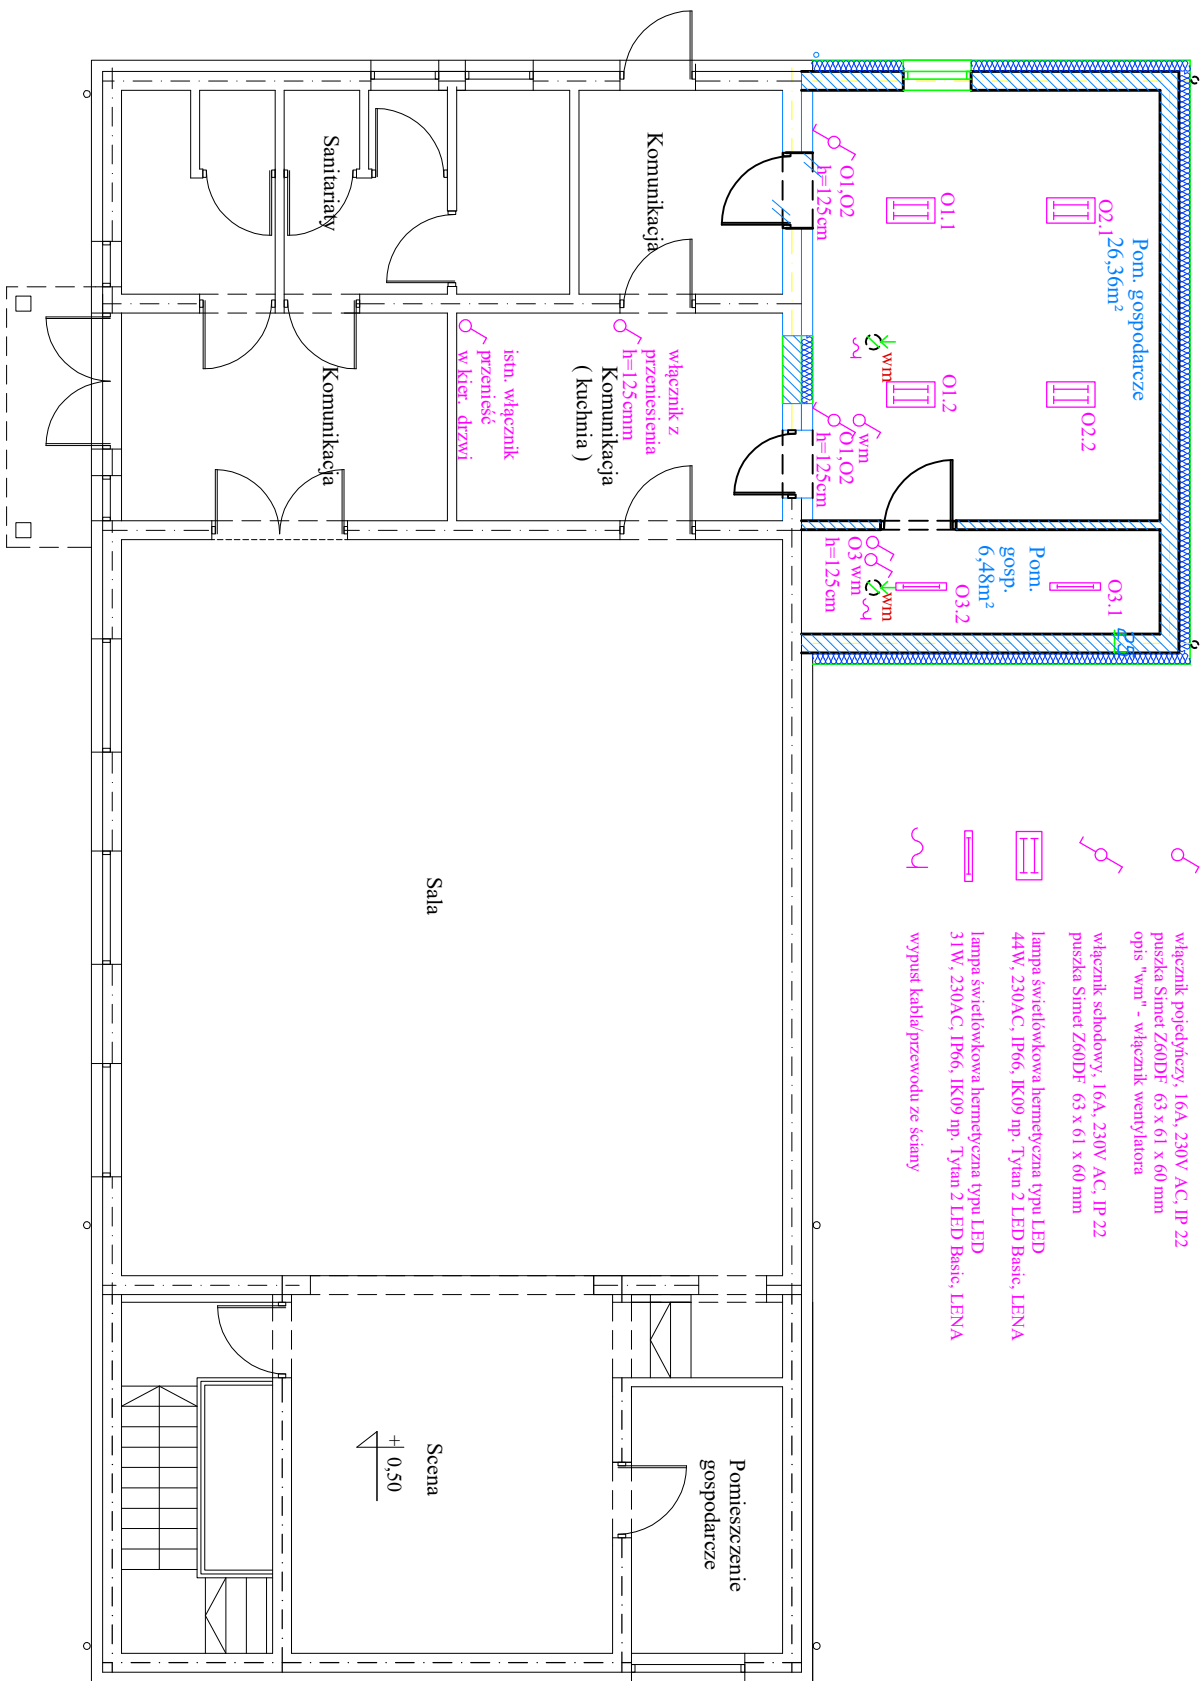 Pom. gospodarcze
26,36m²
O2.1
O2.2
O1.1
O1.2
wm
O1,O2
h=125cm
wm
O1,O2
h=125cm
Pom.
gosp.
6,48m²
O3.1
O3.2
wm
O3 wm
h=125cm
Komunikacja
Sanitariaty
włącznik z
przeniesienia
h=125cmm
Komunikacja
( kuchnia )
istn. włącznik
przenieść
w kier. drzwi
Komunikacja
Sala
Scena
+ 0,50
Pomieszczenie
gospodarcze
włącznik pojedyńczy, 16A, 230V AC, IP 22
puszka Simet Z60DF 63 x 61 x 60 mm
opis "wm" - włącznik wentylatora
włącznik schodowy, 16A, 230V AC, IP 22
puszka Simet Z60DF 63 x 61 x 60 mm
lampa świetlówkowa hermetyczna typu LED
44W, 230AC, IP66, IK09 np. Tytan 2 LED Basic, LENA
lampa świetlówkowa hermetyczna typu LED
31W, 230AC, IP66, IK09 np. Tytan 2 LED Basic, LENA
wypust kabla/przewodu ze ściany